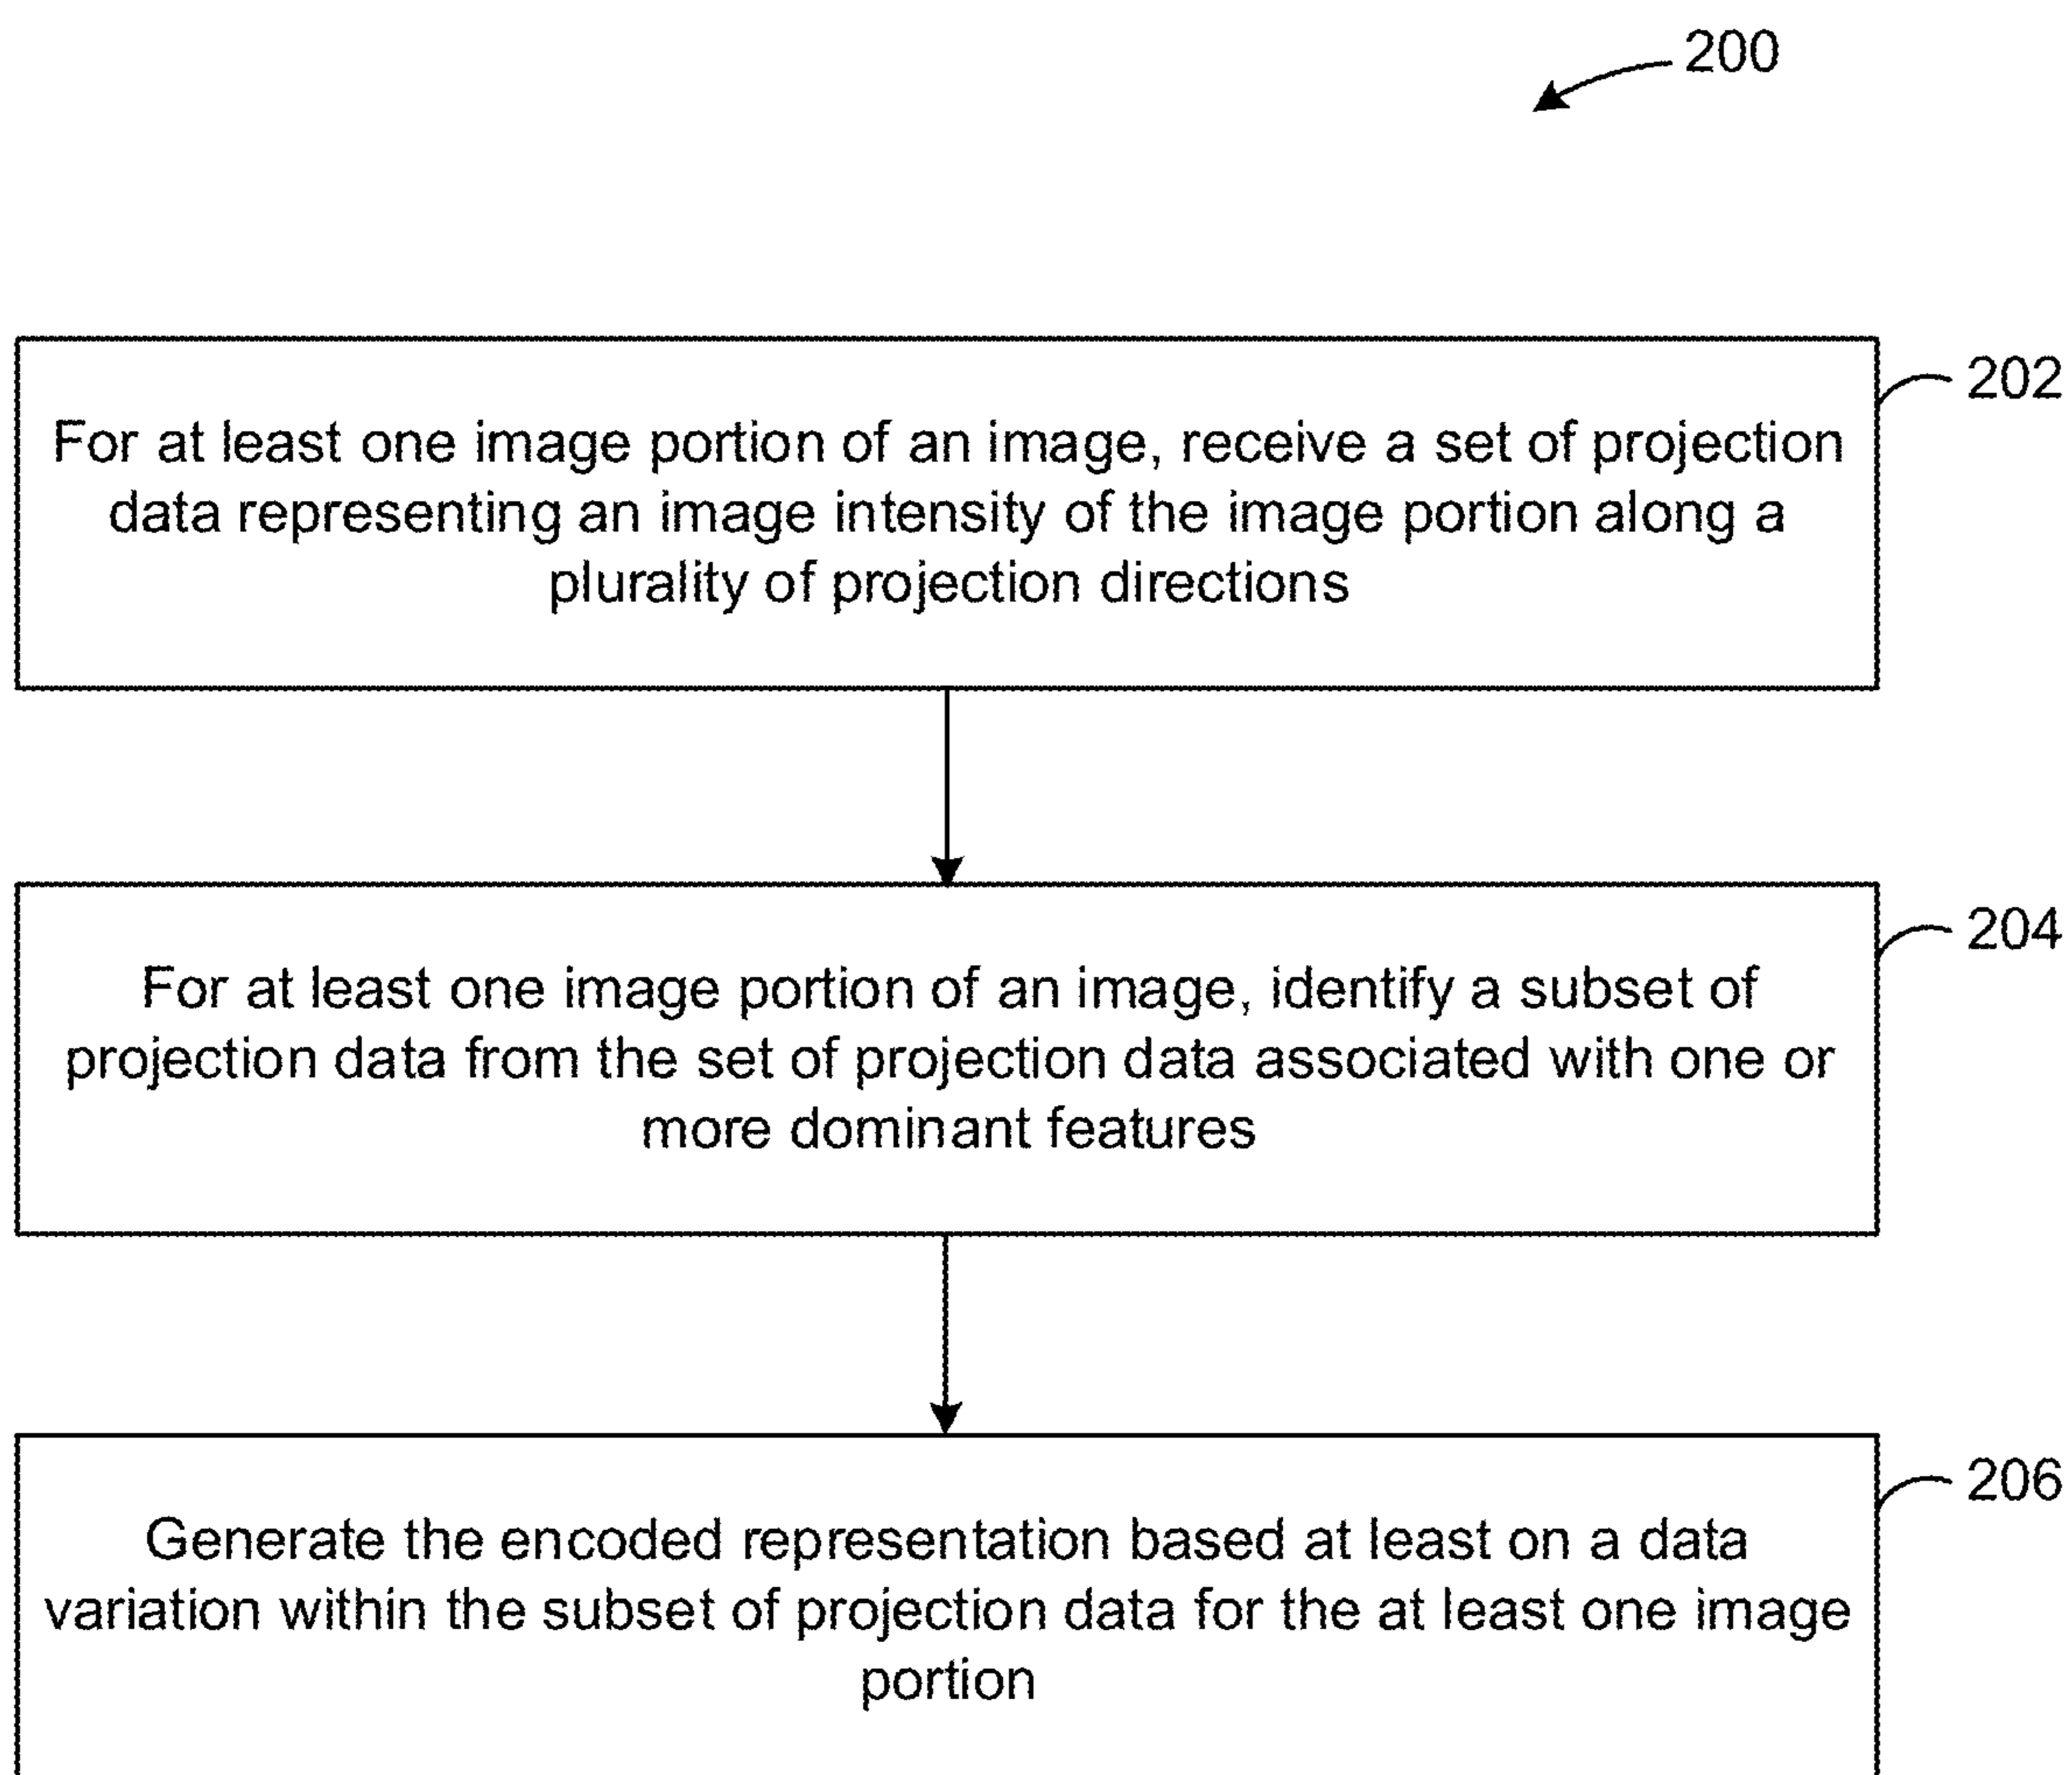 200
202
For at least one image portion of an image, receive a set of projection
data representing an image intensity of the image portion along a
plurality of projection directions
204
For at least one image portion of an image, identify a subset of
projection data from the set of projection data associated with one or
more dominant features
206
Generate the encoded representation based at least on a data
variation within the subset of projection data for the at least one image
portion